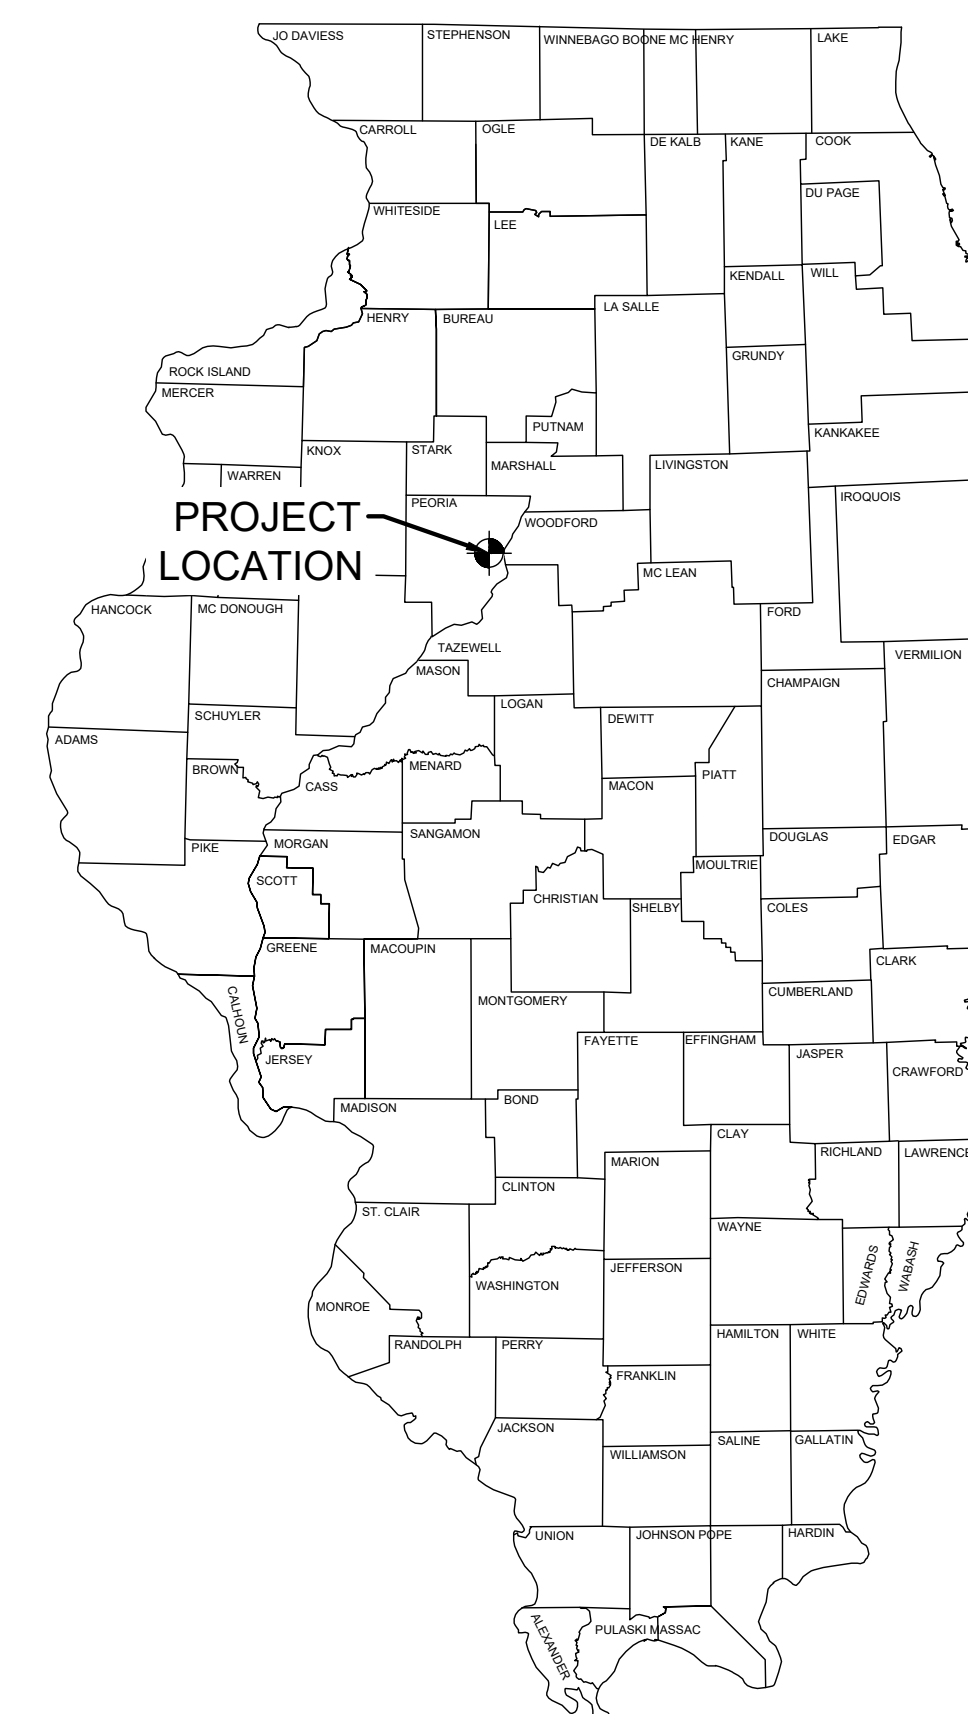 JO DAVIESS
STEPHENSON
WINNEBAGO BOONE MC HENRY
LAKE
CARROLL
OGLE
DE KALB
KANE
COOK
DU PAGE
WHITESIDE
LEE
KENDALL
WILL
LA SALLE
HENRY
BUREAU
GRUNDY
ROCK ISLAND
MERCER
PUTNAM
KANKAKEE
KNOX
STARK
MARSHALL
LIVINGSTON
WARREN
IROQUOIS
PEORIA
WOODFORD
PROJECT
LOCATION
MC LEAN
HANCOCK
MC DONOUGH
FORD
TAZEWELL
VERMILION
MASON
CHAMPAIGN
LOGAN
SCHUYLER
DEWITT
ADAMS
BROWN
MENARD
PIATT
CASS
MACON
SANGAMON
DOUGLAS
EDGAR
PIKE
MORGAN
MOULTRIE
SCOTT
CHRISTIAN
SHELBY
COLES
GREENE
MACOUPIN
CLARK
CUMBERLAND
CALHOUN
MONTGOMERY
FAYETTE
EFFINGHAM
JASPER
JERSEY
CRAWFORD
MADISON
BOND
CLAY
RICHLAND
LAWRENCE
MARION
CLINTON
ST. CLAIR
WAYNE
EDWARDS
WABASH
JEFFERSON
WASHINGTON
MONROE
HAMILTON
WHITE
RANDOLPH
PERRY
FRANKLIN
JACKSON
SALINE
GALLATIN
WILLIAMSON
UNION
JOHNSON POPE
HARDIN
ALEXANDER
PULASKI MASSAC